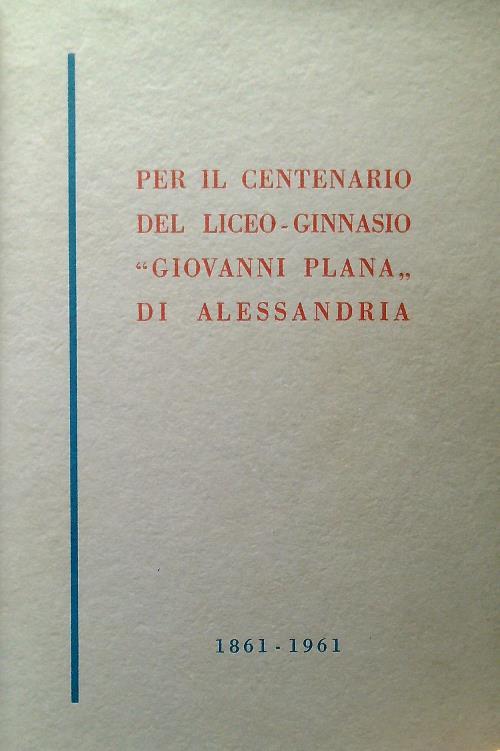 PER IL CENTENARIO
DEL LICEO-GINNASIO
“GIOVANNI PLANA„
DI ALESSANDRIA
1861-1961